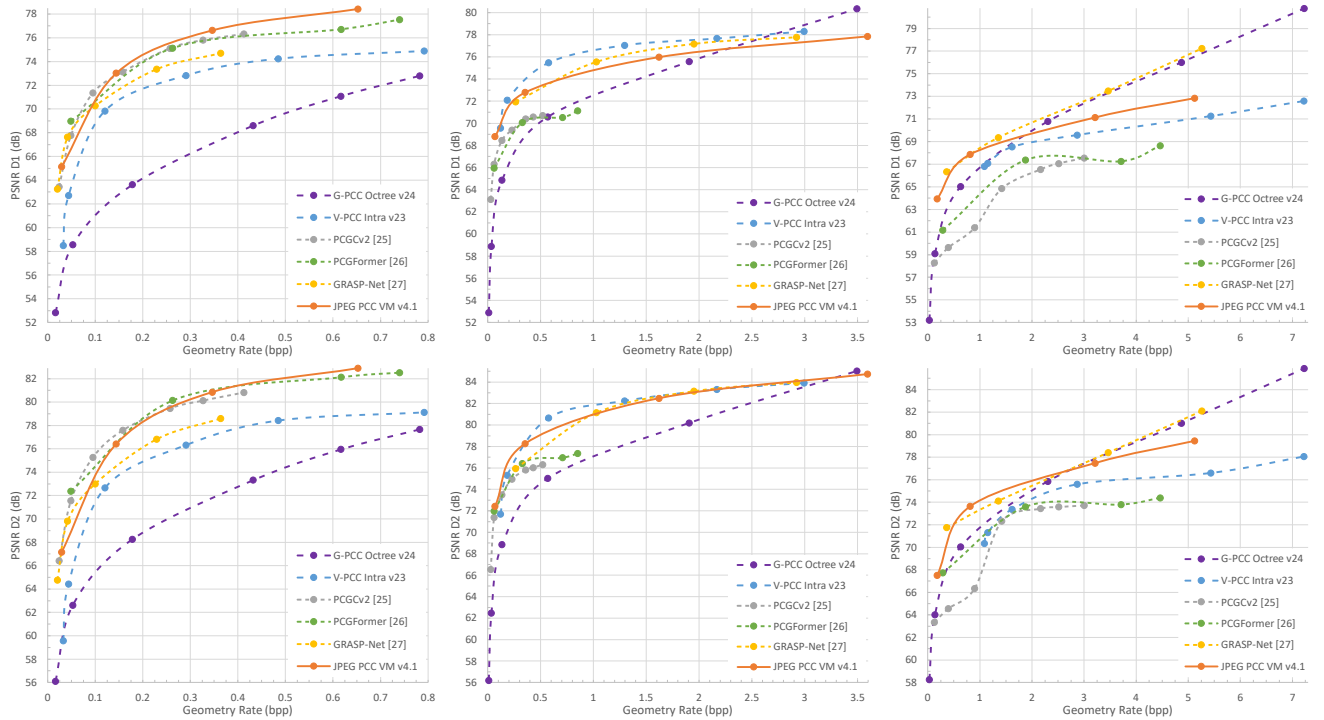 PSNR D1 (dB)
78
76
74
72
70
68
66
64
62
60
58
56
54
52
G-PCC Octree v24
V-PCC Intra v23
PCGCv2 [25]
PCGFormer [26]
GRASP-Net [27]
JPEG PCC VM v4.1
0 0.1 0.2 0.3 0.4 0.5 0.6 0.7 0.8
Geometry Rate (bpp)
PSNR D1 (dB)
80
78
76
74
72
70
68
66
64
62
60
58
56
54
52
G-PCC Octree v24
V-PCC Intra v23
PCGCv2 [25]
PCGFormer [26]
GRASP-Net [27]
JPEG PCC VM v4.1
0 0.5 1 1.5 2 2.5 3 3.5
Geometry Rate (bpp)
PSNR D1 (dB)
79
77
75
73
71
69
67
65
63
61
59
57
55
53
G-PCC Octree v24
V-PCC Intra v23
PCGCv2 [25]
PCGFormer [26]
GRASP-Net [27]
JPEG PCC VM v4.1
0 1 2 3 4 5 6 7
Geometry Rate (bpp)
PSNR D2 (dB)
82
80
78
76
74
72
70
68
66
64
62
60
58
56
G-PCC Octree v24
V-PCC Intra v23
PCGCv2 [25]
PCGFormer [26]
GRASP-Net [27]
JPEG PCC VM v4.1
0 0.1 0.2 0.3 0.4 0.5 0.6 0.7 0.8
Geometry Rate (bpp)
PSNR D2 (dB)
84
82
80
78
76
74
72
70
68
66
64
62
60
58
56
G-PCC Octree v24
V-PCC Intra v23
PCGCv2 [25]
PCGFormer [26]
GRASP-Net [27]
JPEG PCC VM v4.1
0 0.5 1 1.5 2 2.5 3 3.5
Geometry Rate (bpp)
PSNR D2 (dB)
84
82
80
78
76
74
72
70
68
66
64
62
60
58
G-PCC Octree v24
V-PCC Intra v23
PCGCv2 [25]
PCGFormer [26]
GRASP-Net [27]
JPEG PCC VM v4.1
0 1 2 3 4 5 6 7
Geometry Rate (bpp)